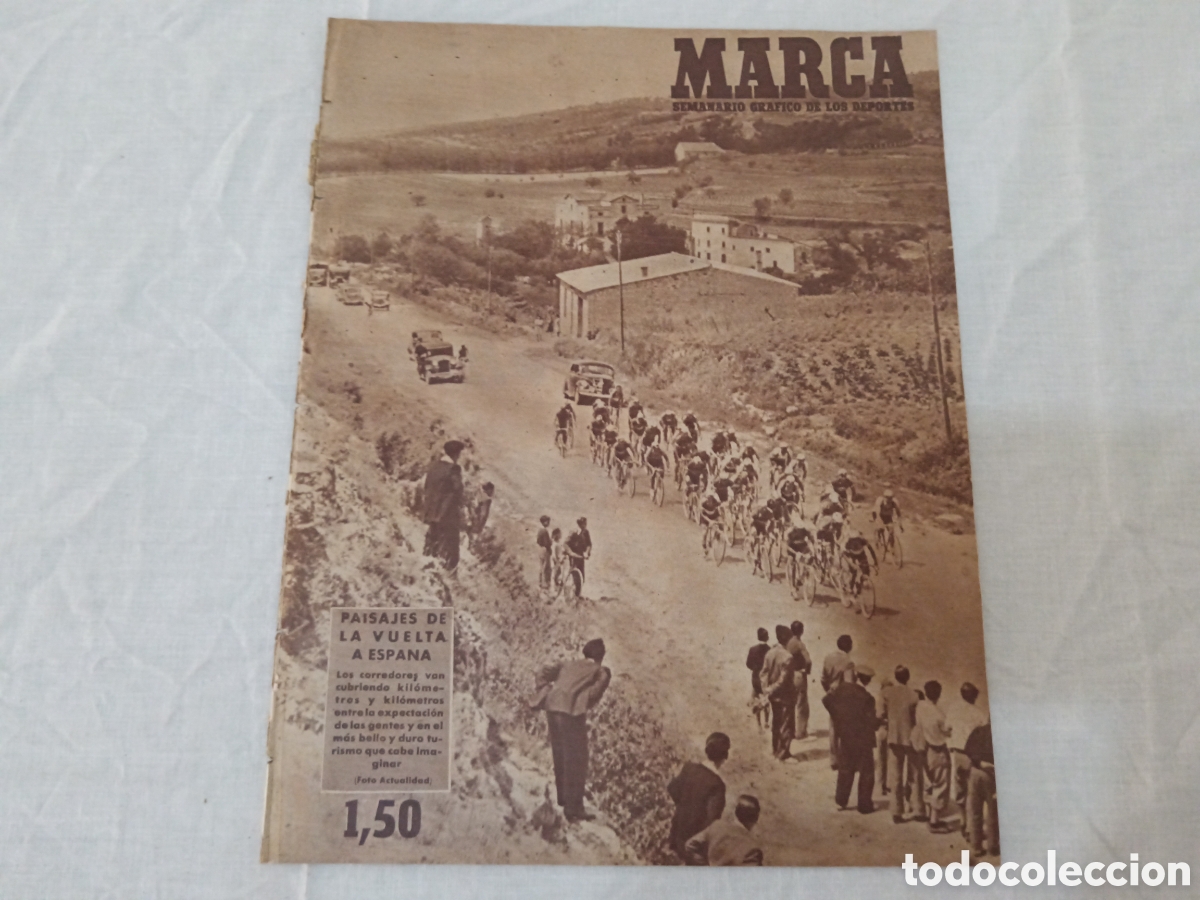 MARCA
SEMANARIO GRAFICO DE LOS DEPORTES
PAISAJES DE
LA VUELTA
A ESPAÑA
Los corredores van
cubriendo kilóme-
tros y kilómetros
entre la expectación
de las gentes y en el
más bello y duro tu-
rismo que cabe ima-
ginar
(Foto Actualidad)
1,50
todocoleccion